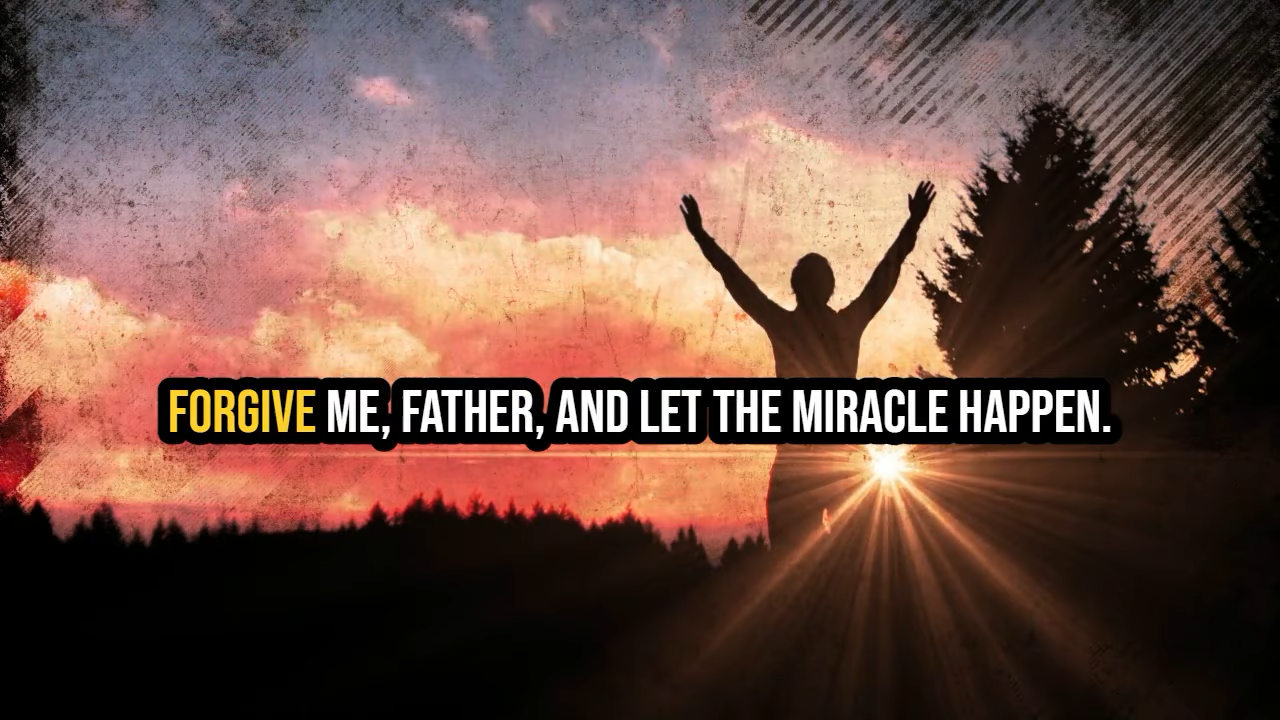 FORGIVE ME, FATHER, AND LET THE MIRACLE HAPPEN.